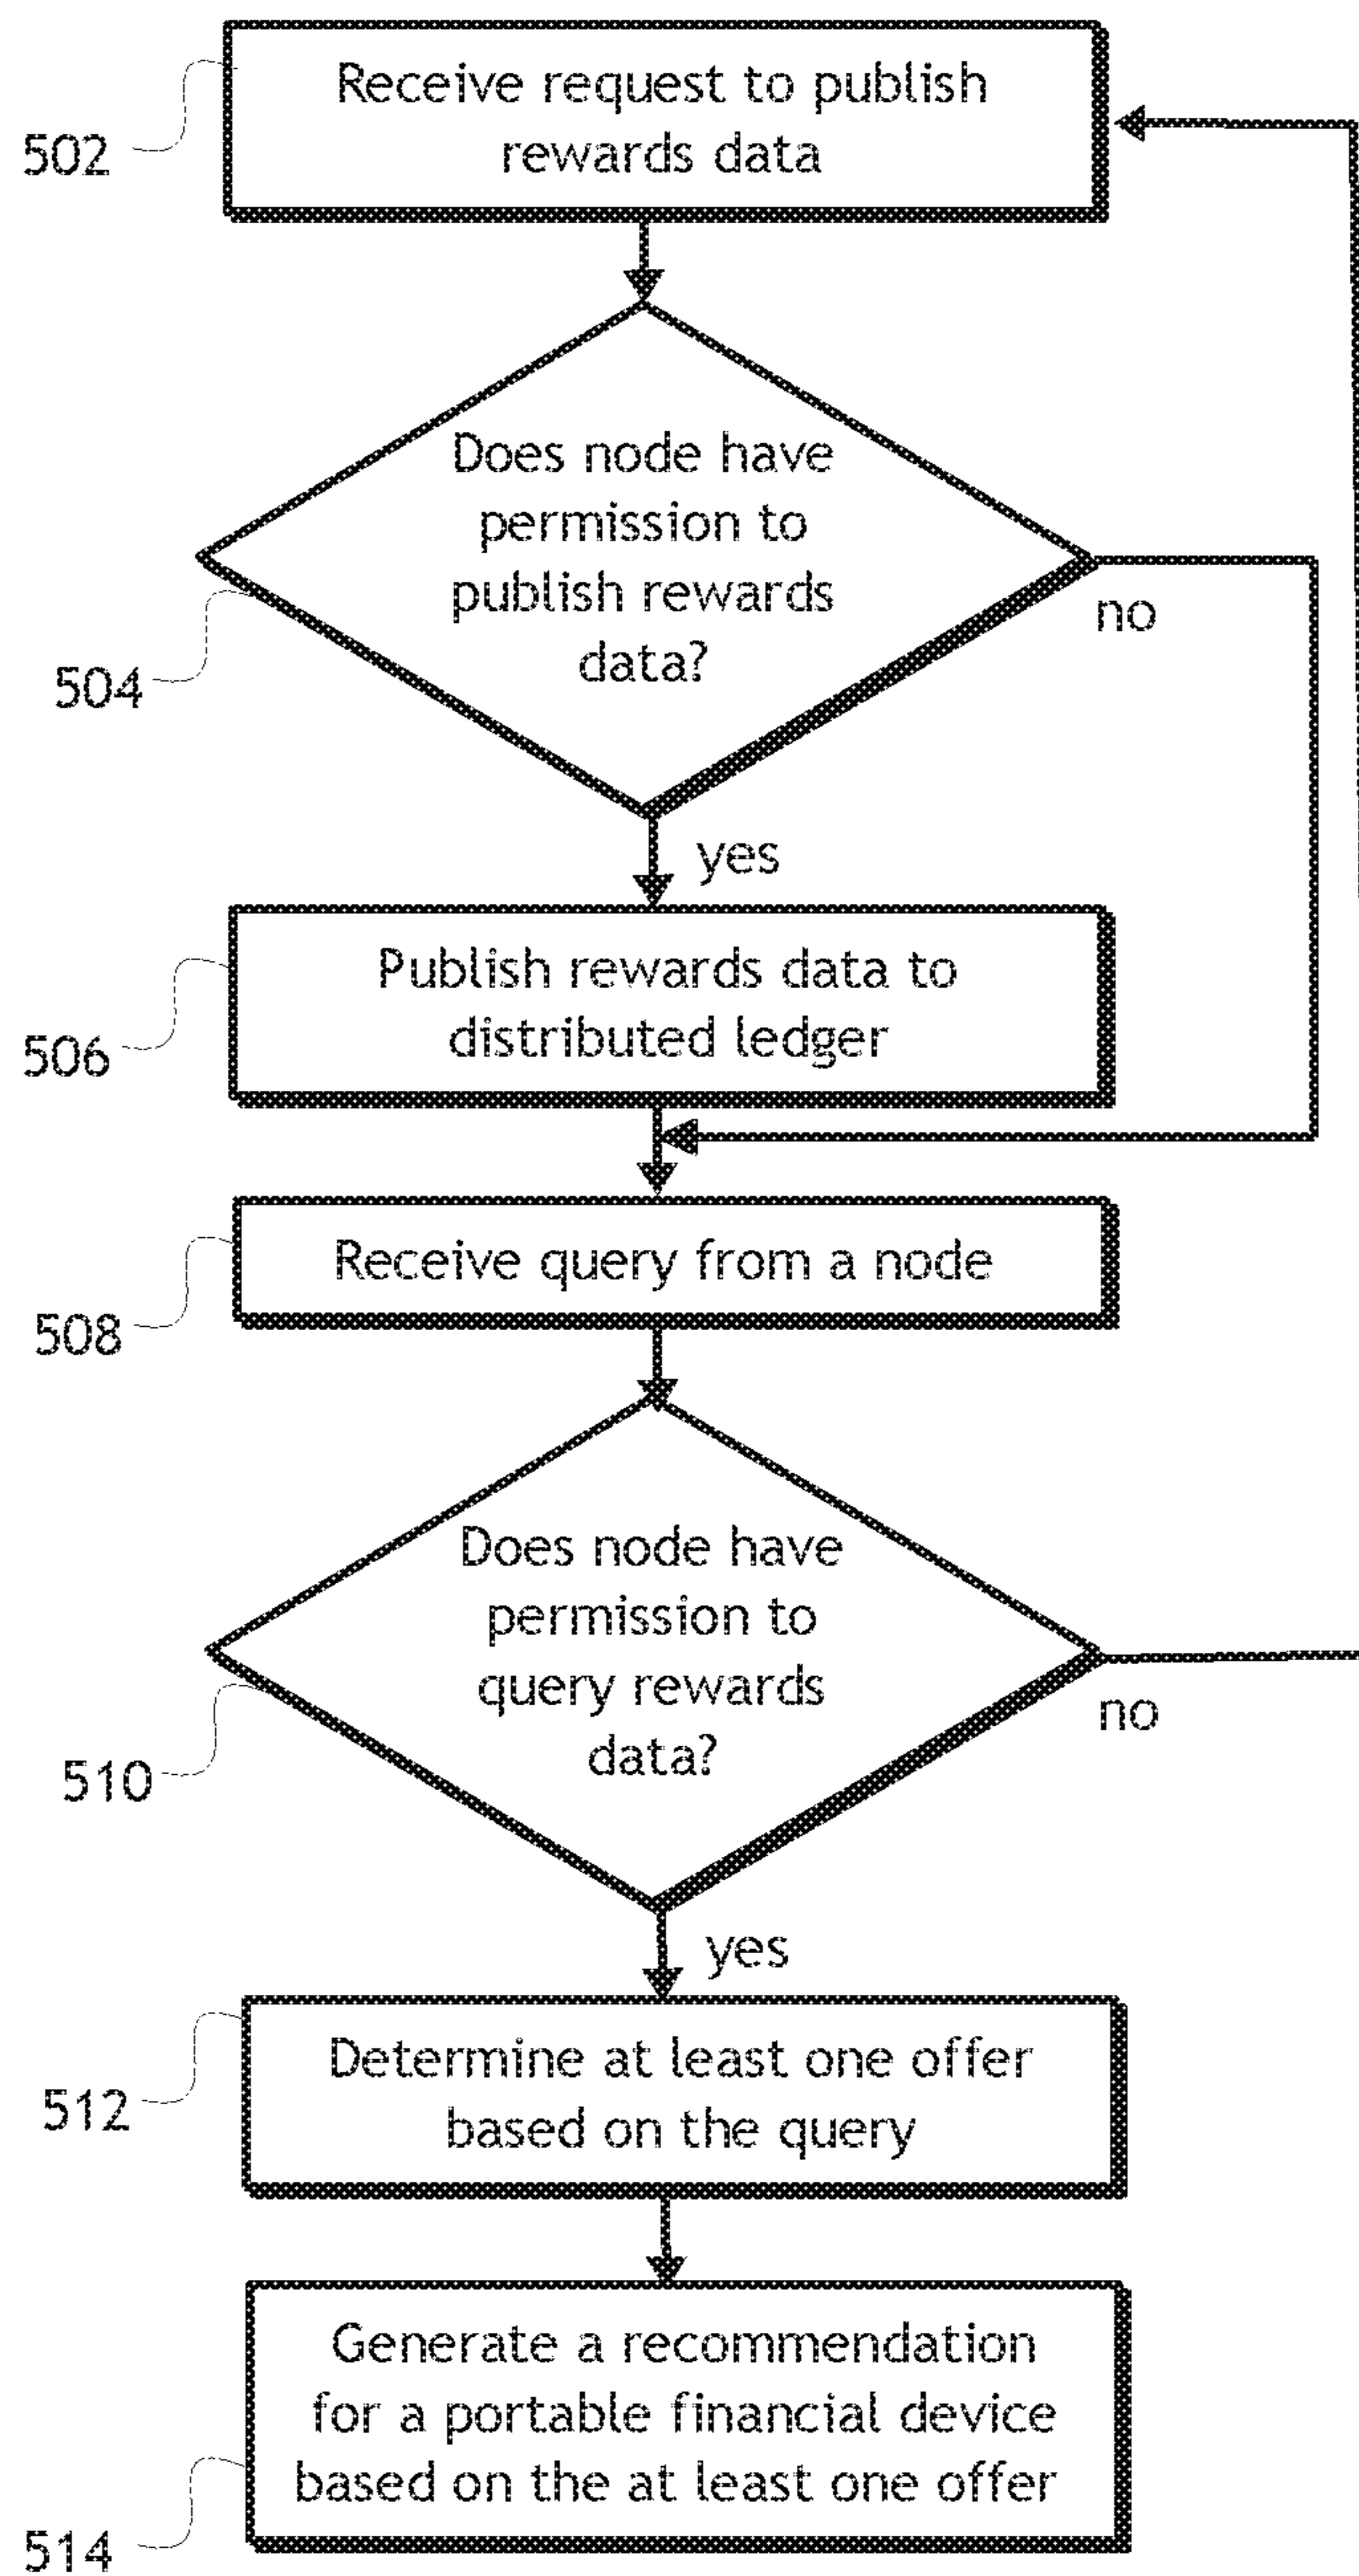 Receive request to publish
rewards data
502
Does node have
permission to
publish rewards
data?
504
no
yes
Publish rewards data to
distributed ledger
506
Receive query from a node
508
Does node have
permission to
query rewards
data?
510
no
yes
Determine at least one offer
based on the query
512
Generate a recommendation
for a portable financial device
based on the at least one offer
514